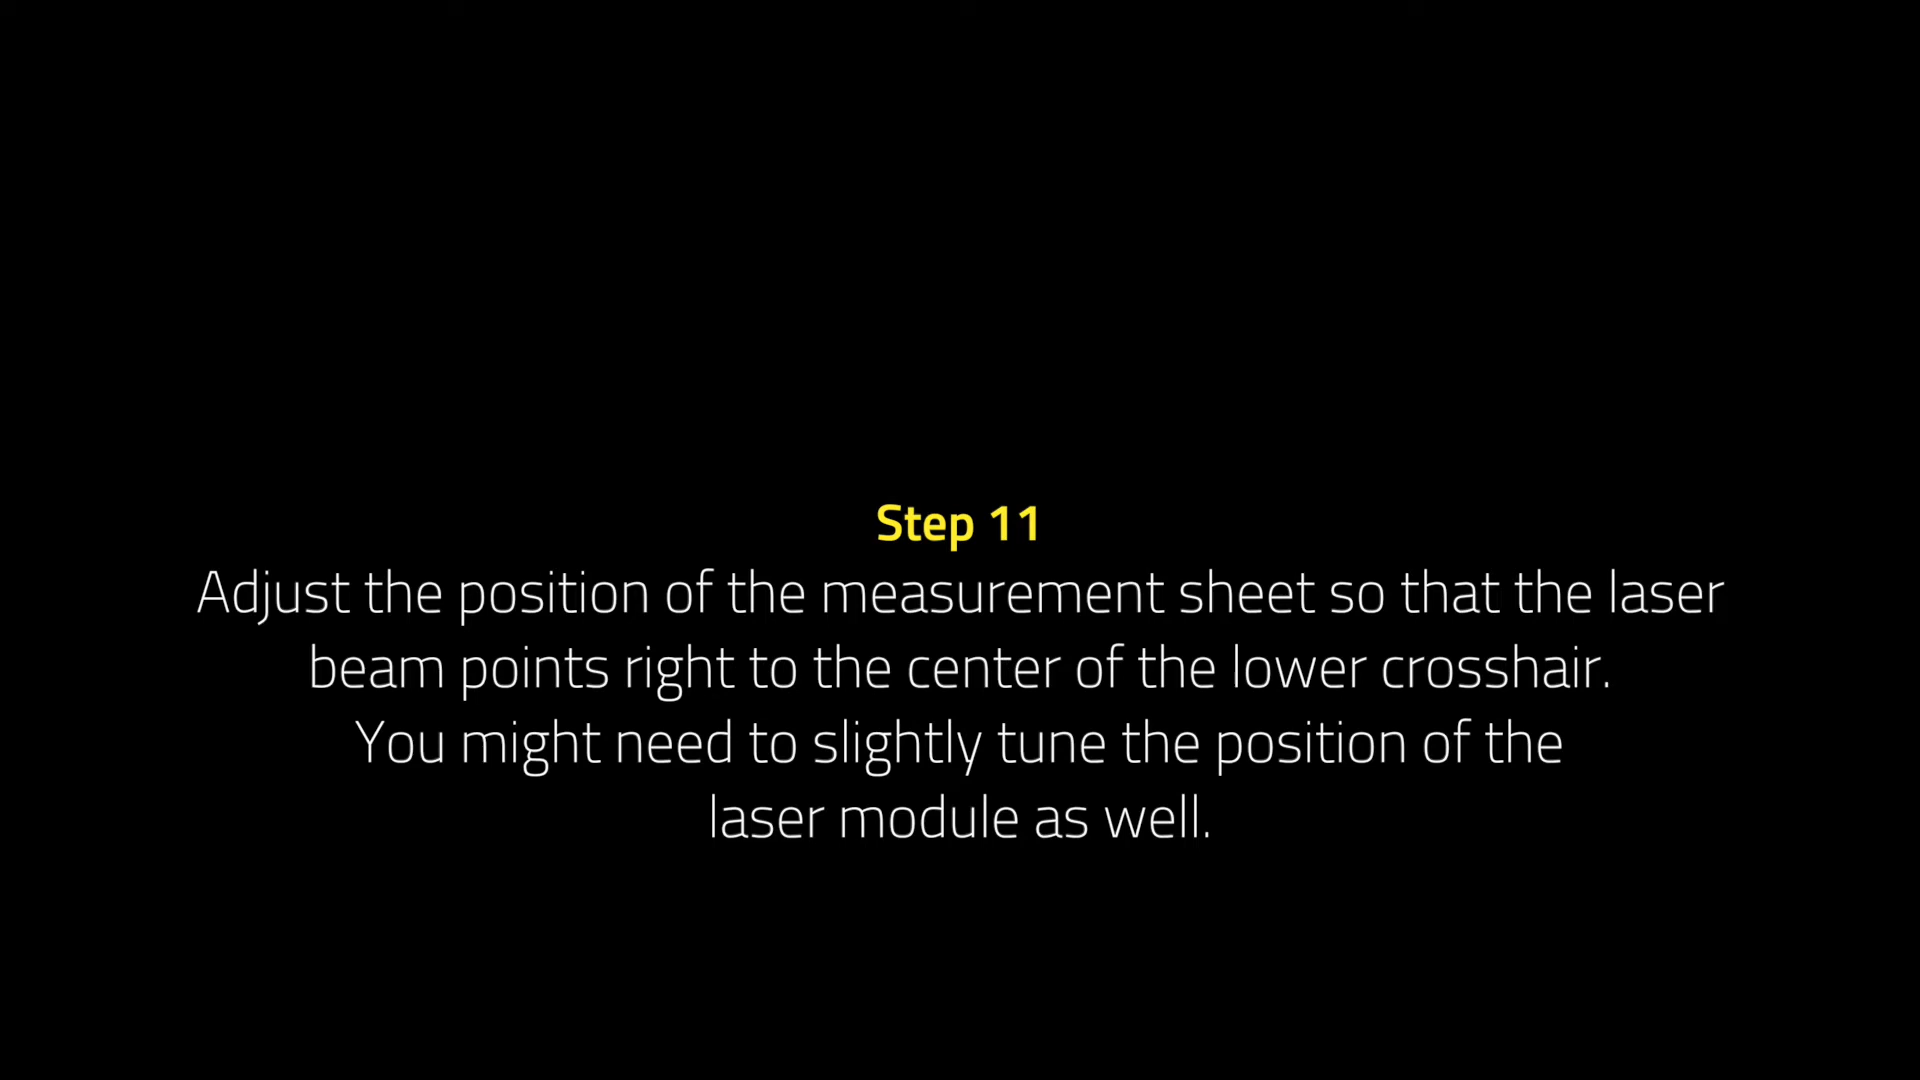 Step 11
Adjust the position of the measurement sheet so that the laser
beam points right to the center of the lower crosshair.
You might need to slightly tune the position of the
laser module as well.